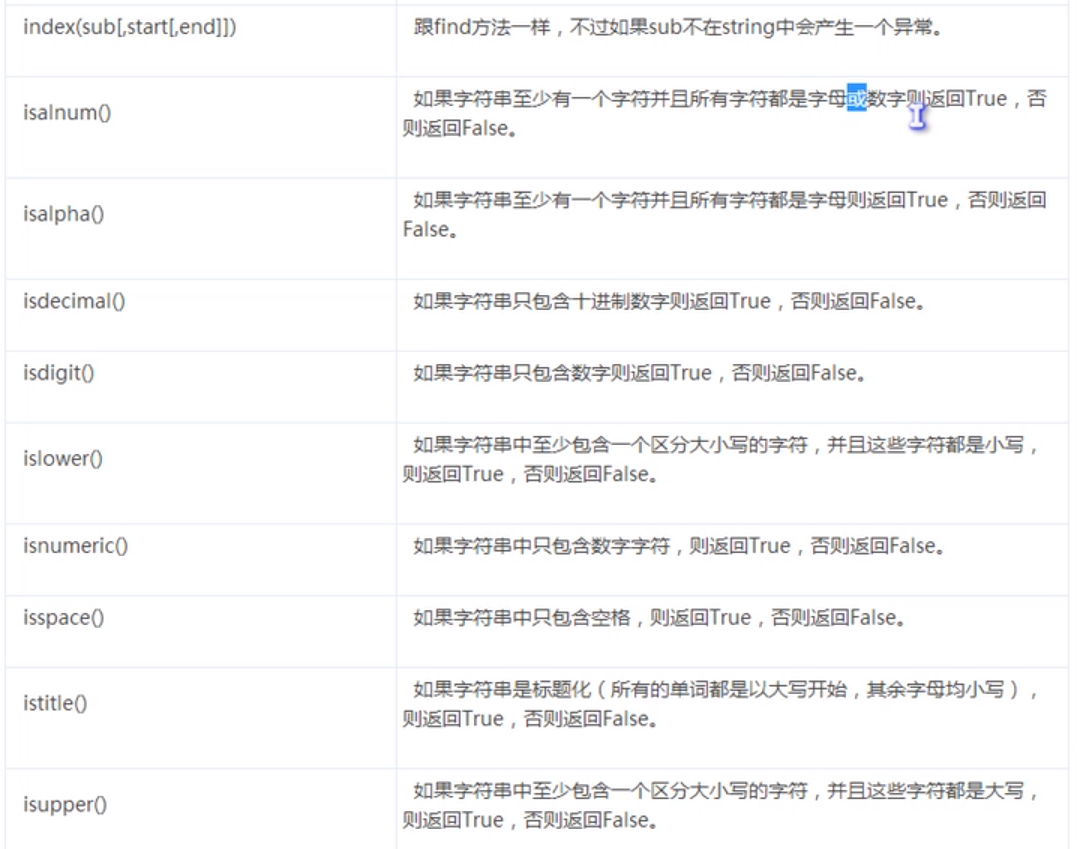 index(sub[,start[,end]])
跟find方法一样，不过如果sub不在string中会产生一个异常。
isalnum()
如果字符串至少有一个字符并且所有字符都是字母或数字则返回True，否
则返回False。
isalpha()
如果字符串至少有一个字符并且所有字符都是字母则返回True，否则返回
False。
isdecimal()
如果字符串只包含十进制数字则返回True，否则返回False。
isdigit()
如果字符串只包含数字则返回True，否则返回False。
islower()
如果字符串中至少包含一个区分大小写的字符，并且这些字符都是小写，
则返回True，否则返回False。
isnumeric()
如果字符串中只包含数字字符，则返回True，否则返回False。
isspace()
如果字符串中只包含空格，则返回True，否则返回False。
istitle()
如果字符串是标题化（所有的单词都是以大写开始，其余字母均小写），
则返回True，否则返回False。
isupper()
如果字符串中至少包含一个区分大小写的字符，并且这些字符都是大写，
则返回True，否则返回False。